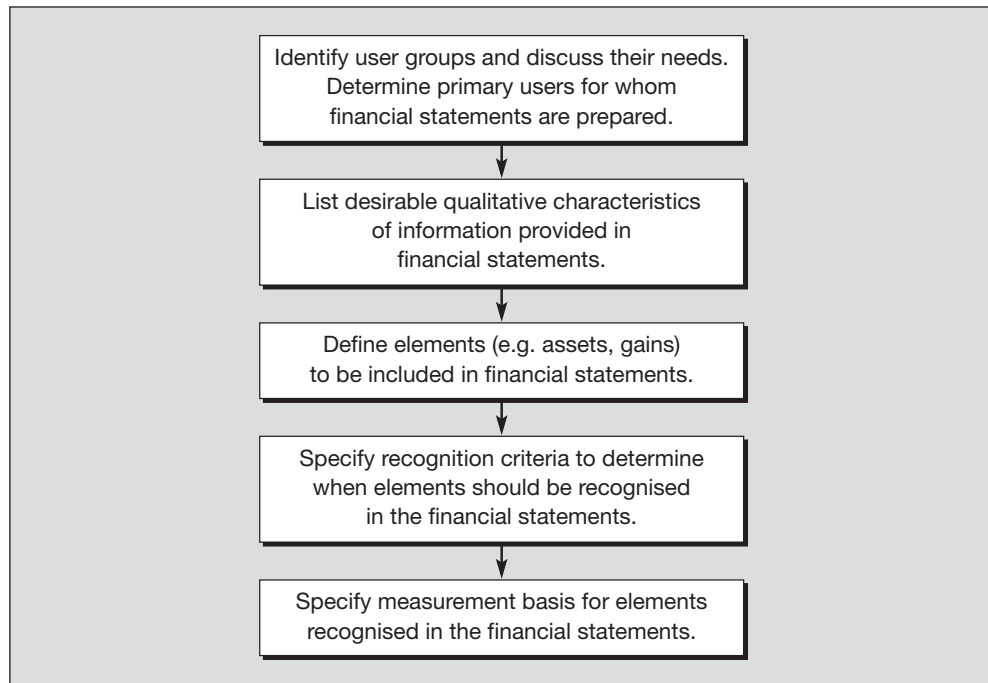 Identify user groups and discuss their needs.
Determine primary users for whom
financial statements are prepared.
List desirable qualitative characteristics
of information provided in
financial statements.
Define elements (e.g. assets, gains)
to be included in financial statements.
Specify recognition criteria to determine
when elements should be recognised
in the financial statements.
Specify measurement basis for elements
recognised in the financial statements.